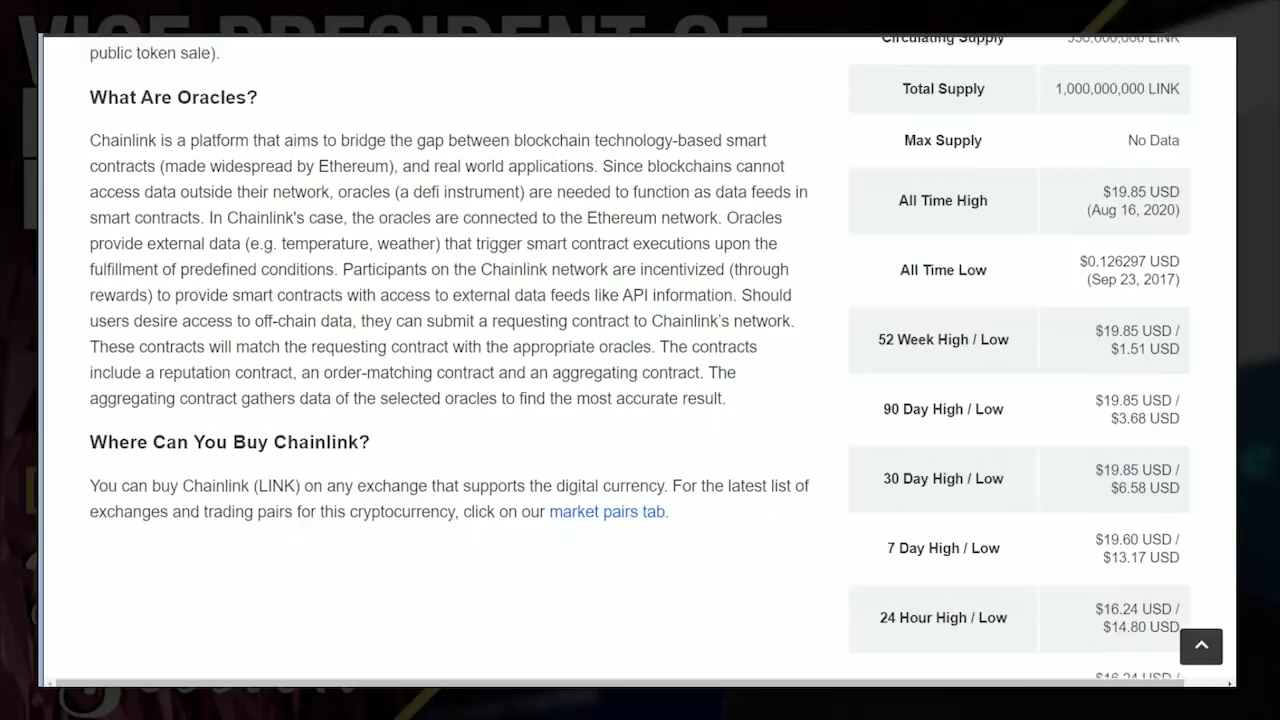 VICE PRESIDENT OF
public token sale).
What Are Oracles?
Chainlink is a platform that aims to bridge the gap between blockchain technology-based smart
contracts (made widespread by Ethereum), and real world applications. Since blockchains cannot
access data outside their network, oracles (a defi instrument) are needed to function as data feeds in
smart contracts. In Chainlink's case, the oracles are connected to the Ethereum network. Oracles
provide external data (e.g. temperature, weather) that trigger smart contract executions upon the
fulfillment of predefined conditions. Participants on the Chainlink network are incentivized (through
rewards) to provide smart contracts with access to external data feeds like API information. Should
users desire access to off-chain data, they can submit a requesting contract to Chainlink’s network.
These contracts will match the requesting contract with the appropriate oracles. The contracts
include a reputation contract, an order-matching contract and an aggregating contract. The
aggregating contract gathers data of the selected oracles to find the most accurate result.
Where Can You Buy Chainlink?
You can buy Chainlink (LINK) on any exchange that supports the digital currency. For the latest list of
exchanges and trading pairs for this cryptocurrency, click on our market pairs tab.
Circulating Supply 350,000,000 LINK
Total Supply 1,000,000,000 LINK
Max Supply No Data
All Time High $19.85 USD
(Aug 16, 2020)
All Time Low $0.126297 USD
(Sep 23, 2017)
52 Week High / Low $19.85 USD /
$1.51 USD
90 Day High / Low $19.85 USD /
$3.68 USD
30 Day High / Low $19.85 USD /
$6.58 USD
7 Day High / Low $19.60 USD /
$13.17 USD
24 Hour High / Low $16.24 USD /
$14.80 USD
$16.24 USD /